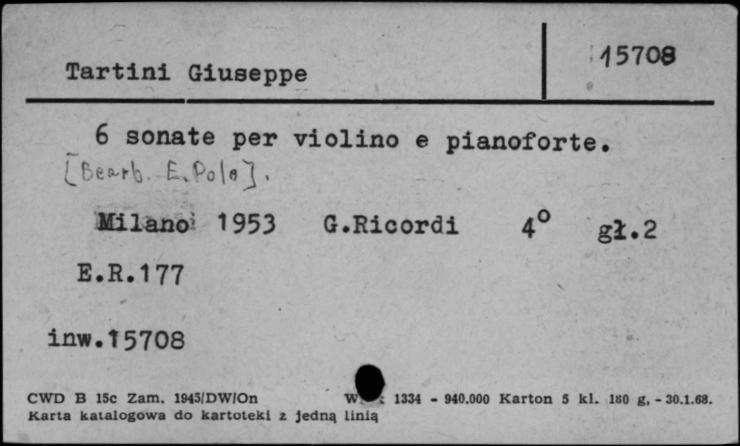 15708
Tartini Giuseppe
6 sonate per violino e pianoforte.
[Bearb. E. Polo].
Milano 1953 G.Ricordi 4º gł.2
E.R.177
inw.15708
CWD B 15c Zam. 1945/DW/On 1334 - 940.000 Karton 5 kl. 180 g, - 30.1.68.
Karta katalogowa do kartoteki z jedną linią